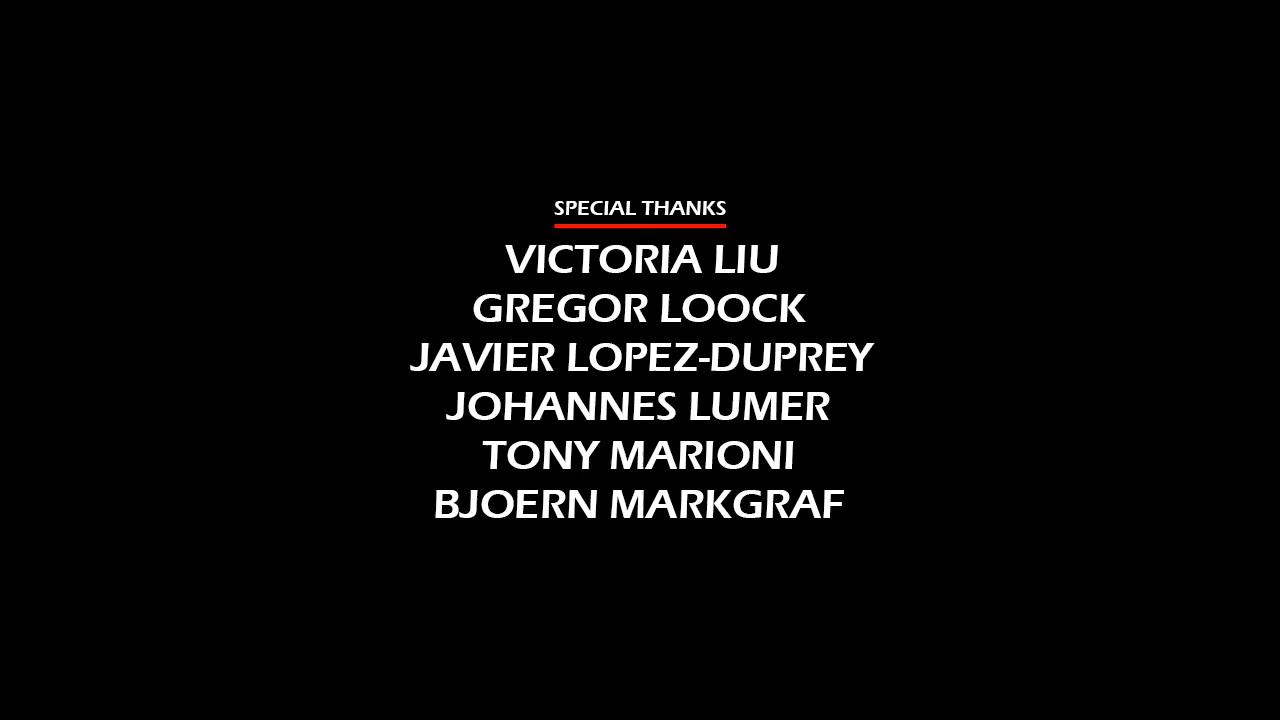 SPECIAL THANKS
VICTORIA LIU
GREGOR LOOCK
JAVIER LOPEZ-DUPREY
JOHANNES LUMER
TONY MARIONI
BJOERN MARKGRAF